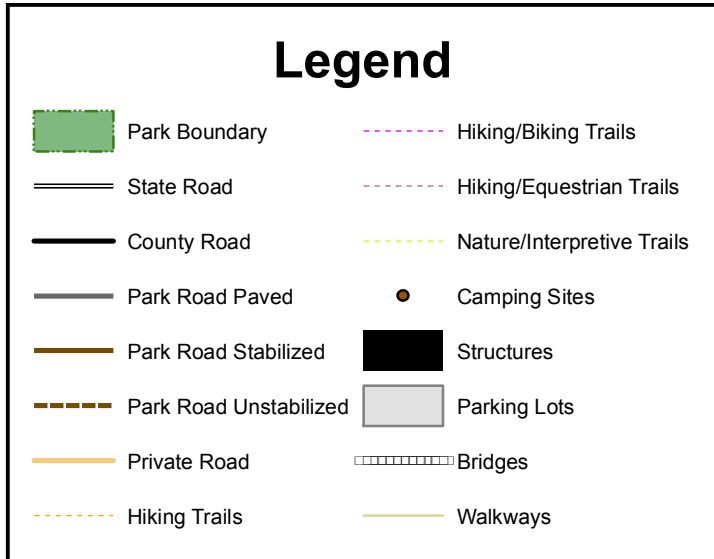 Legend
Park Boundary
State Road
County Road
Park Road Paved
Park Road Stabilized
Park Road Unstabilized
Private Road
Hiking Trails
Hiking/Biking Trails
Hiking/Equestrian Trails
Nature/Interpretive Trails
Camping Sites
Structures
Parking Lots
Bridges
Walkways